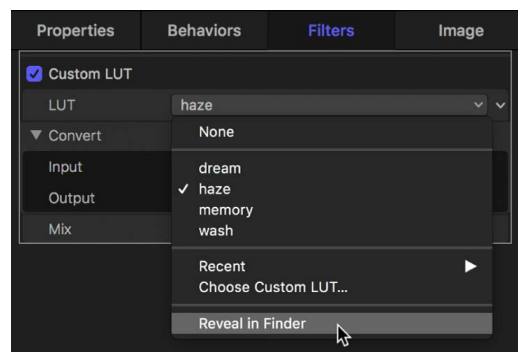 Properties Behaviors Filters Image
Custom LUT
LUT haze
Convert
None
Input
dream
haze
Output
memory
wash
Mix
Recent
Choose Custom LUT...
Reveal in Finder